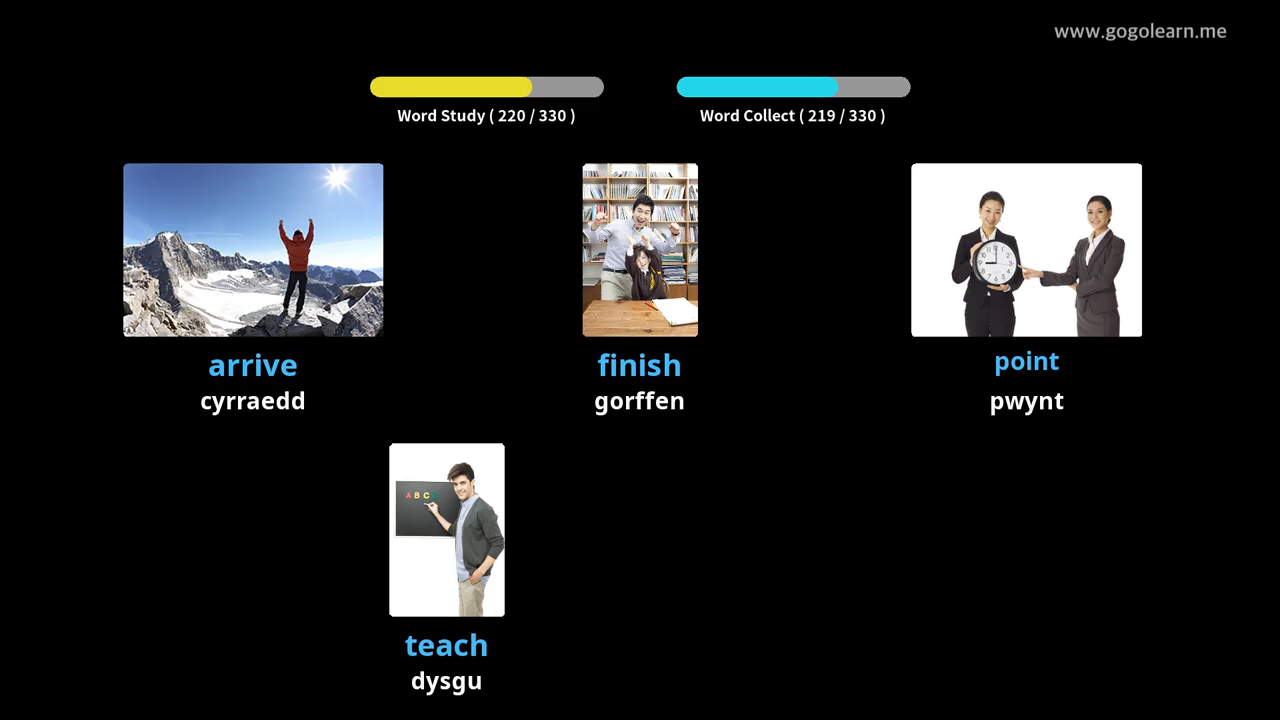 www.gogolearn.me
Word Study ( 220 / 330 )
Word Collect ( 219 / 330 )
arrive
cyrraedd
finish
gorffen
point
pwynt
A B C
teach
dysgu